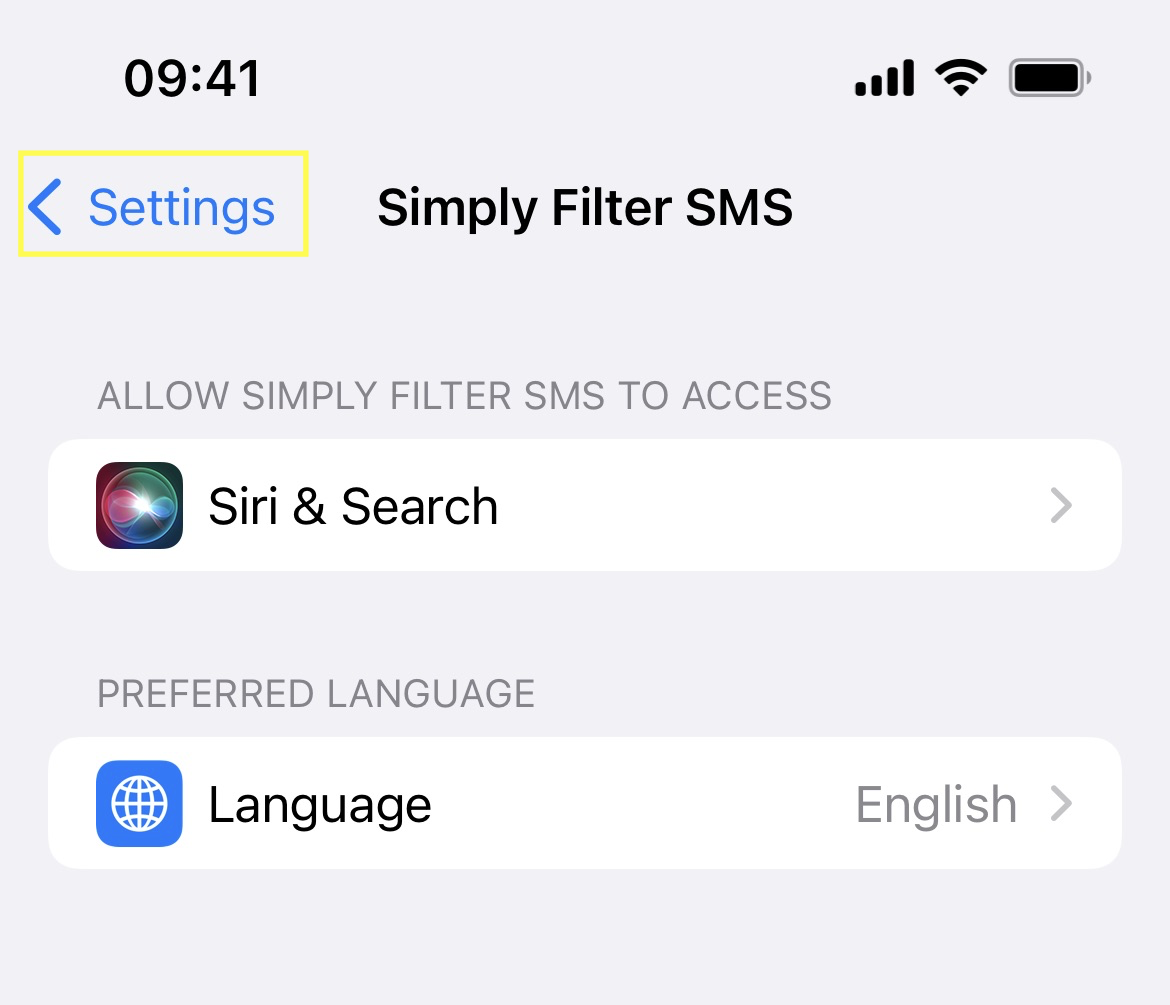 09:41
Settings
Simply Filter SMS
ALLOW SIMPLY FILTER SMS TO ACCESS
Siri & Search
PREFERRED LANGUAGE
Language English